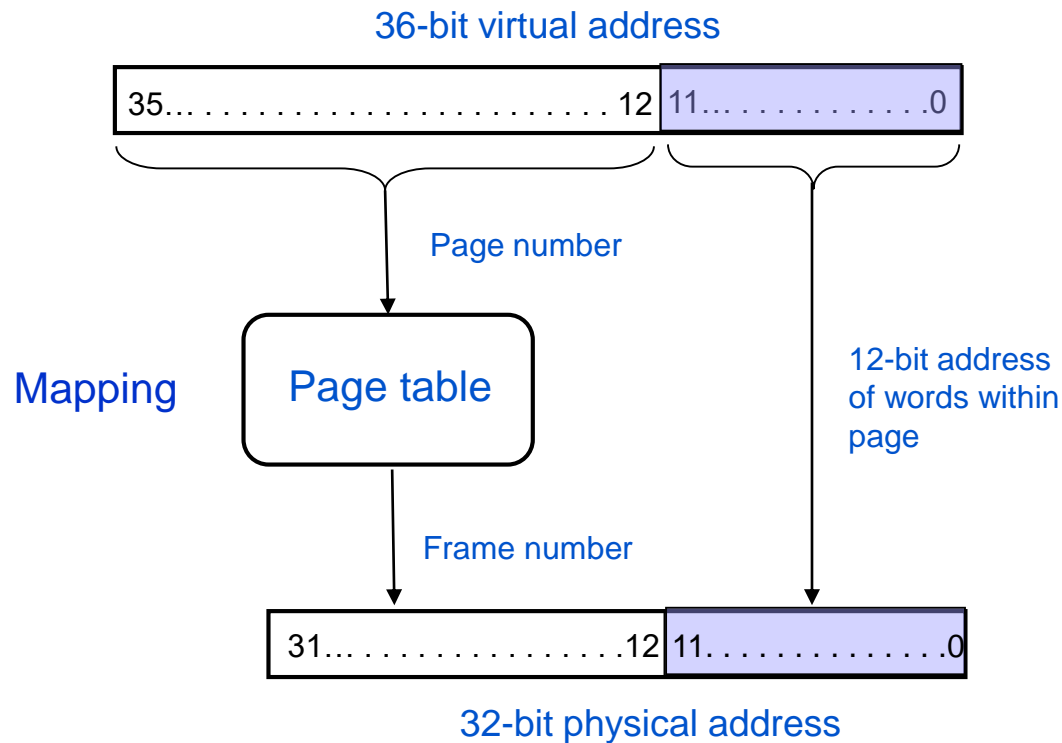 36-bit virtual address
35... . . . . . . . . . . . . . . . . . . . . . . . . 12 11... . . . . . . . . . . .0
Page number
Mapping
Page table
12-bit address
of words within
page
Frame number
31... . . . . . . . . . . . . . . . .12 11. . . . . . . . . . . . . .0
32-bit physical address